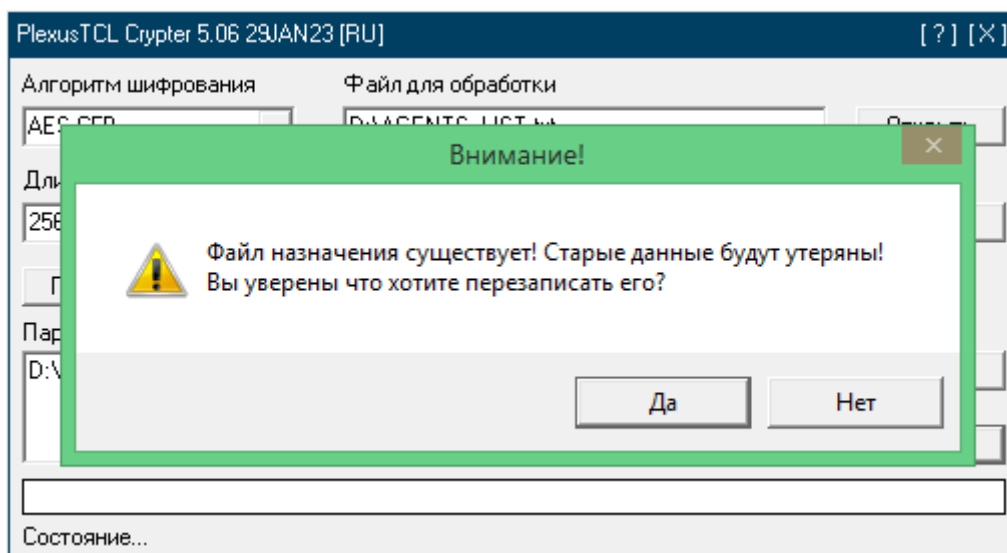 PlexusTCL Crypter 5.06 29JAN23 [RU] [ ? ] [X]
Алгоритм шифрования Файл для обработки
Внимание!
256
Файл назначения существует! Старые данные будут утеряны!
Вы уверены что хотите перезаписать его?
D:\
Да Нет
Состояние...